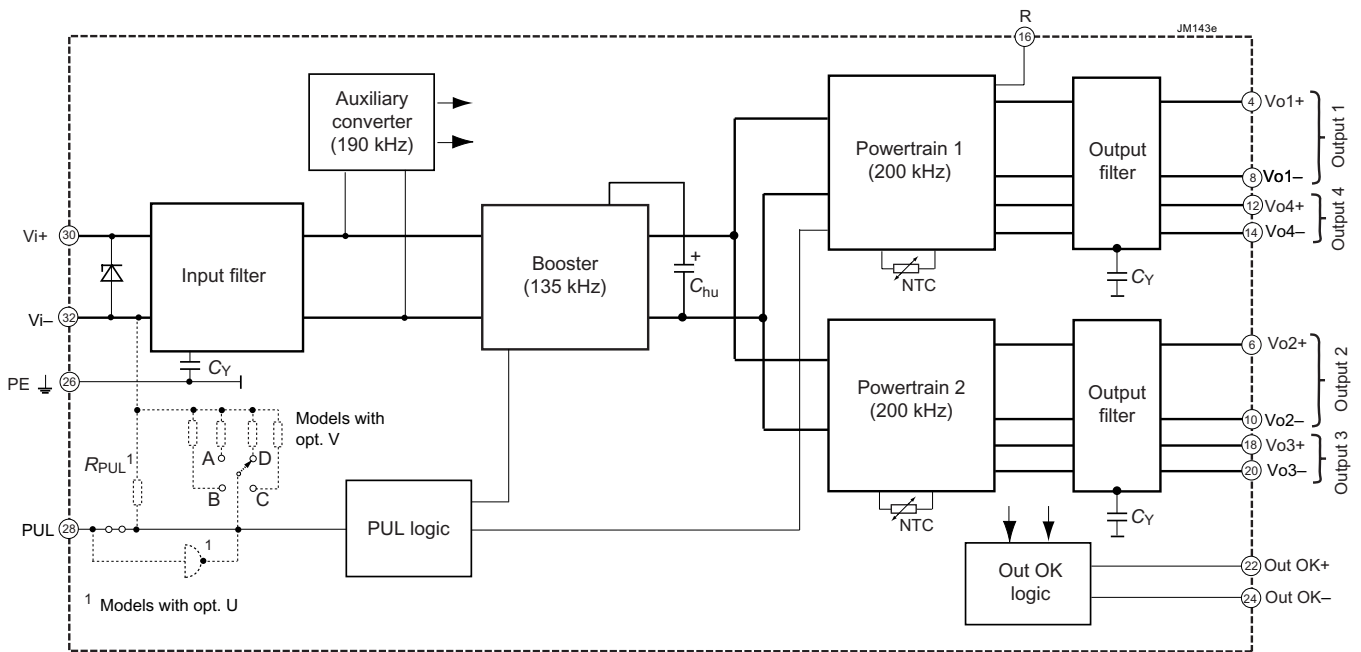 R
JM143e
16
Auxiliary
converter
(190 kHz)
Powertrain 1
(200 kHz)
Output
filter
4 Vo1+
8 Vo1–
Output 1
12 Vo4+
14 Vo4–
Output 4
NTC
CY
Vi+ 30
Input filter
Booster
(135 kHz)
+
Chu
Vi– 32
CY
PE 26
Powertrain 2
(200 kHz)
Output
filter
6 Vo2+
10 Vo2–
Output 2
18 Vo3+
20 Vo3–
Output 3
NTC
CY
Models with
opt. V
A D
B C
RPUL1
PUL 28
PUL logic
1
1 Models with opt. U
Out OK
logic
22 Out OK+
24 Out OK–